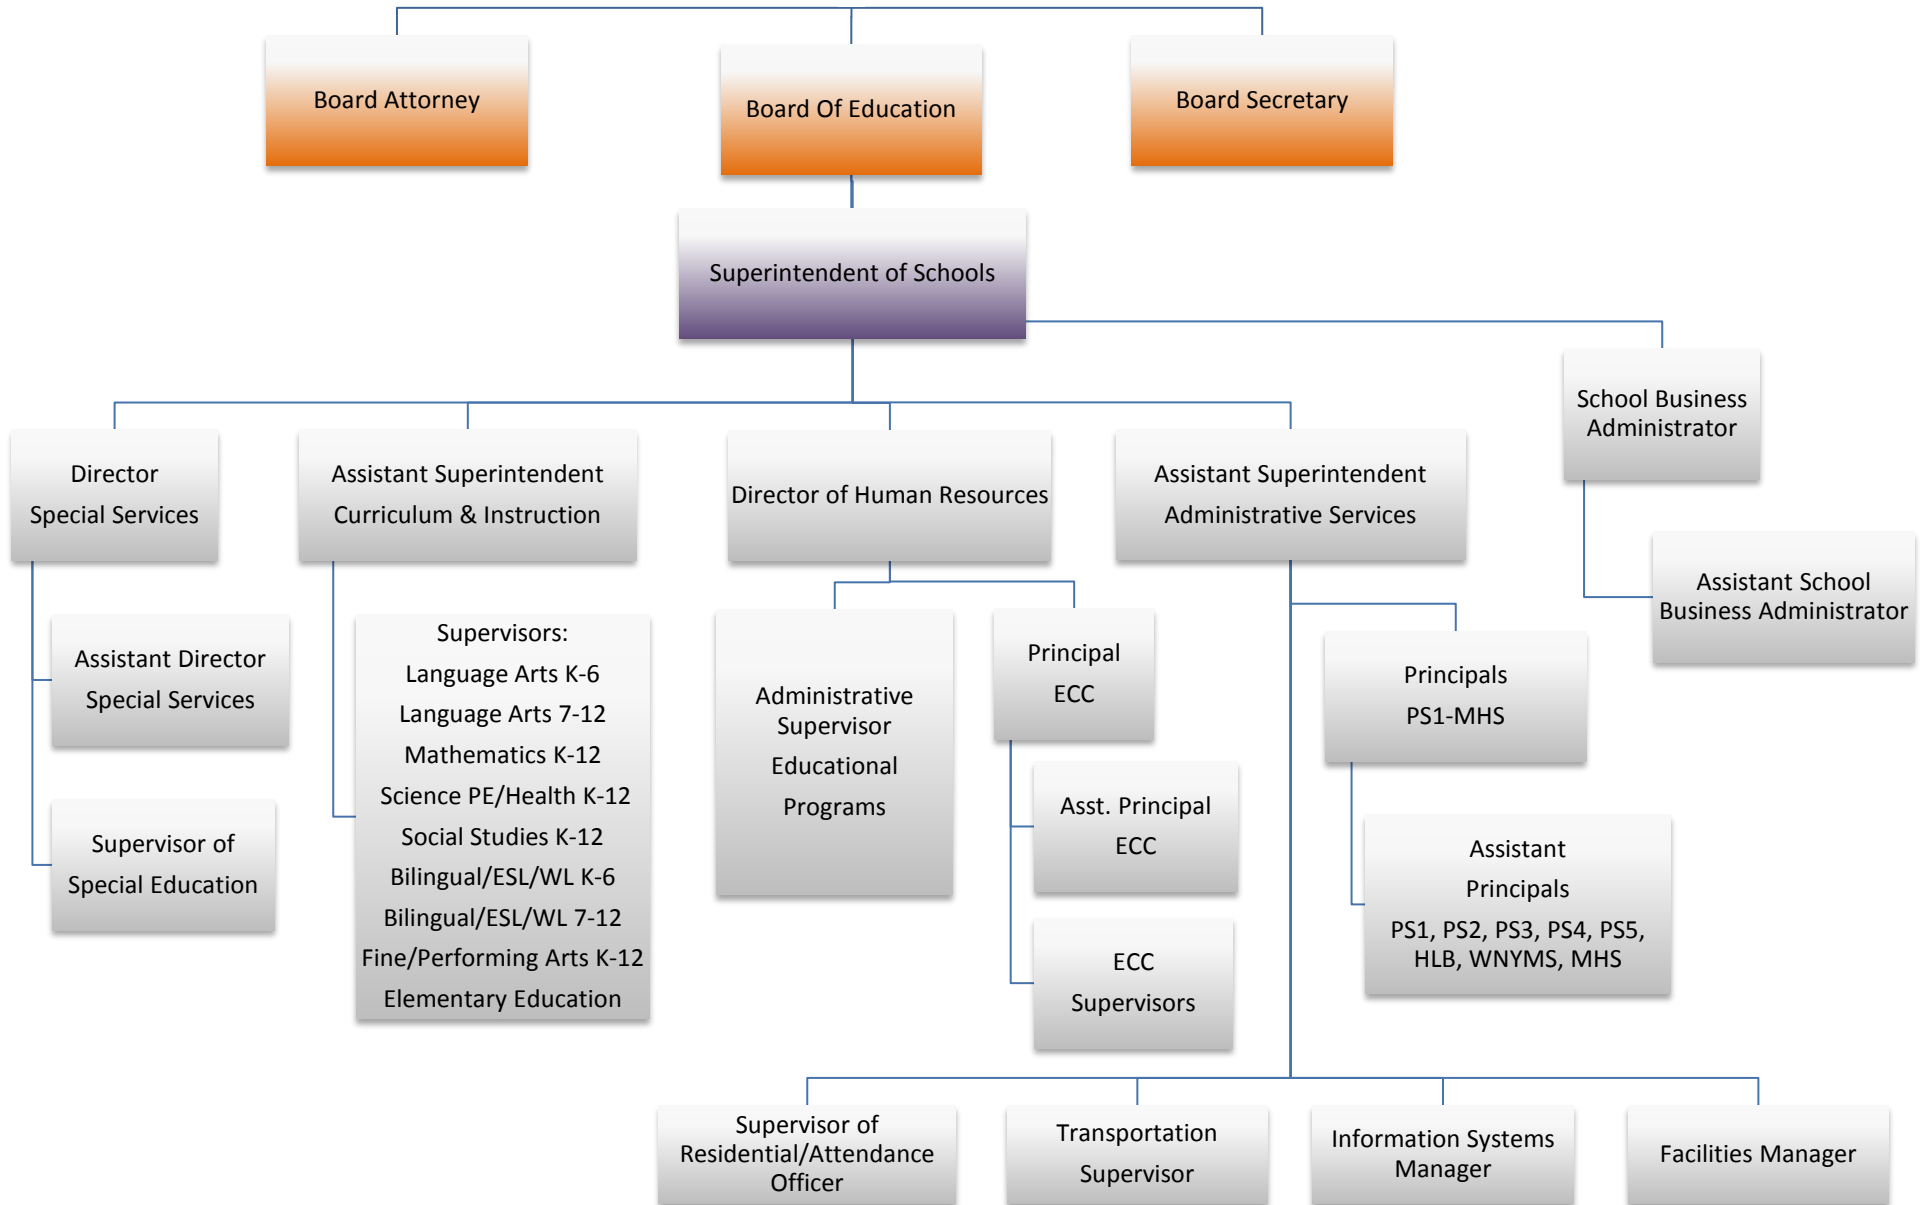 Board Attorney
Board Of Education
Board Secretary
Superintendent of Schools
School Business
Administrator
Director
Special Services
Assistant Superintendent
Curriculum & Instruction
Director of Human Resources
Assistant Superintendent
Administrative Services
Assistant School
Business Administrator
Assistant Director
Special Services
Supervisor of
Special Education
Supervisors:
Language Arts K-6
Language Arts 7-12
Mathematics K-12
Science PE/Health K-12
Social Studies K-12
Bilingual/ESL/WL K-6
Bilingual/ESL/WL 7-12
Fine/Performing Arts K-12
Elementary Education
Administrative
Supervisor
Educational
Programs
Principal
ECC
Asst. Principal
ECC
ECC
Supervisors
Principals
PS1-MHS
Assistant
Principals
PS1, PS2, PS3, PS4, PS5,
HLB, WNYMS, MHS
Supervisor of
Residential/Attendance
Officer
Transportation
Supervisor
Information Systems
Manager
Facilities Manager